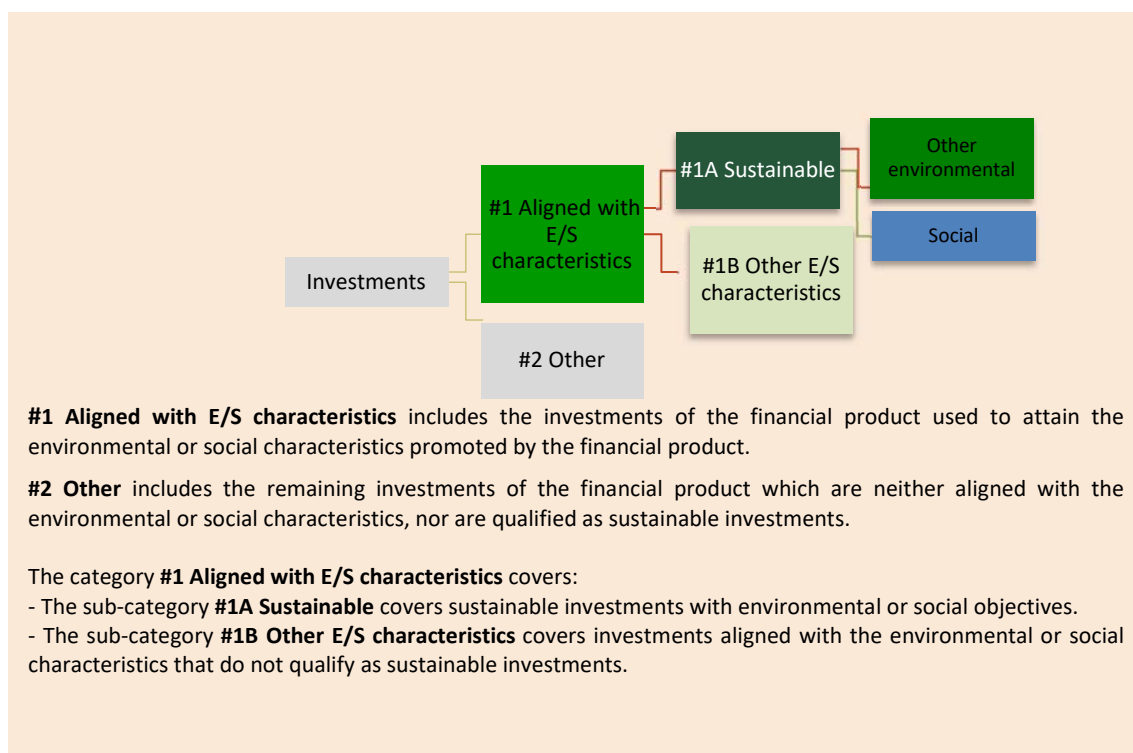 Other
environmental
#1A Sustainable
#1 Aligned with
E/S
characteristics
Social
#1B Other E/S
characteristics
Investments
#2 Other
#1 Aligned with E/S characteristics includes the investments of the financial product used to attain the
environmental or social characteristics promoted by the financial product.
#2 Other includes the remaining investments of the financial product which are neither aligned with the
environmental or social characteristics, nor are qualified as sustainable investments.
The category #1 Aligned with E/S characteristics covers:
- The sub-category #1A Sustainable covers sustainable investments with environmental or social objectives.
- The sub-category #1B Other E/S characteristics covers investments aligned with the environmental or social
characteristics that do not qualify as sustainable investments.